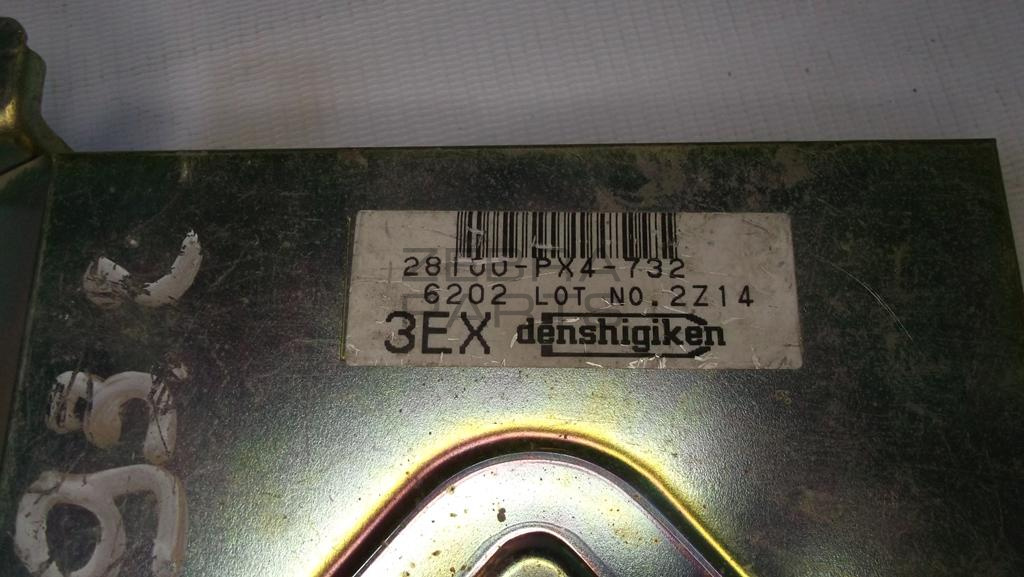 28100-PX4-732
6202 LOT NO.2Z14
3EX denshigiken